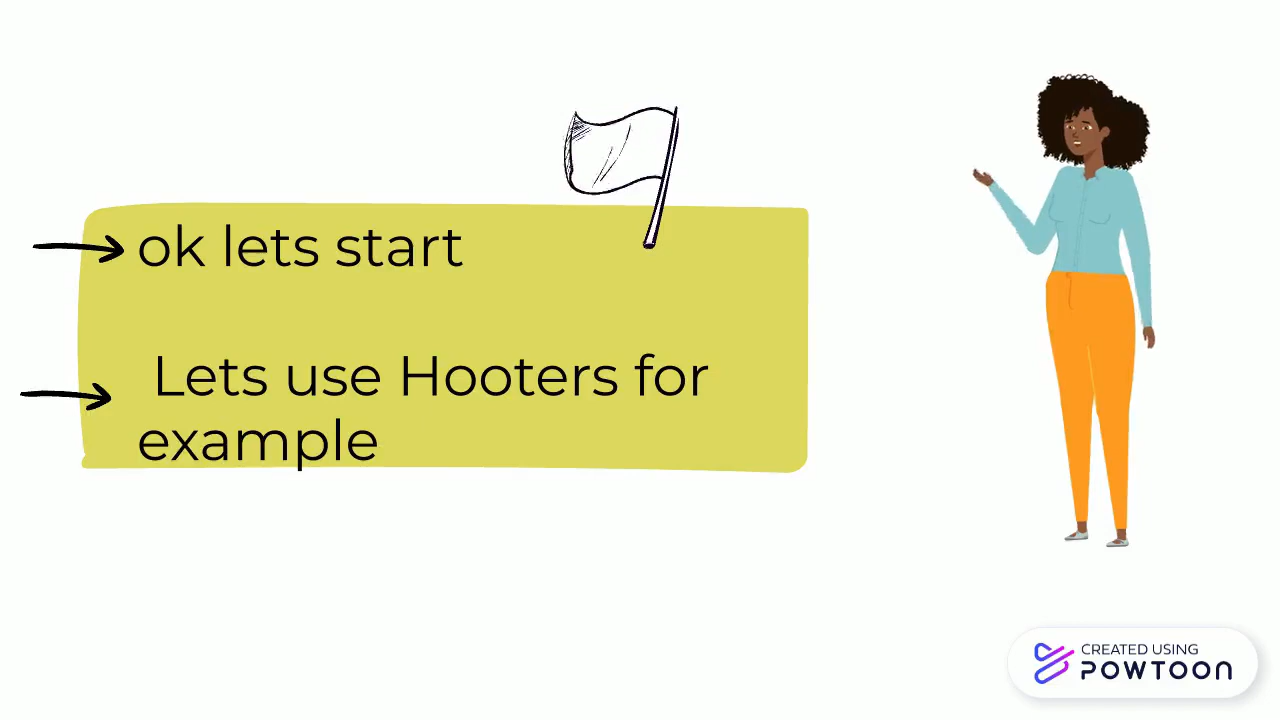 ok lets start
Lets use Hooters for
example
CREATED USING
POWTOON